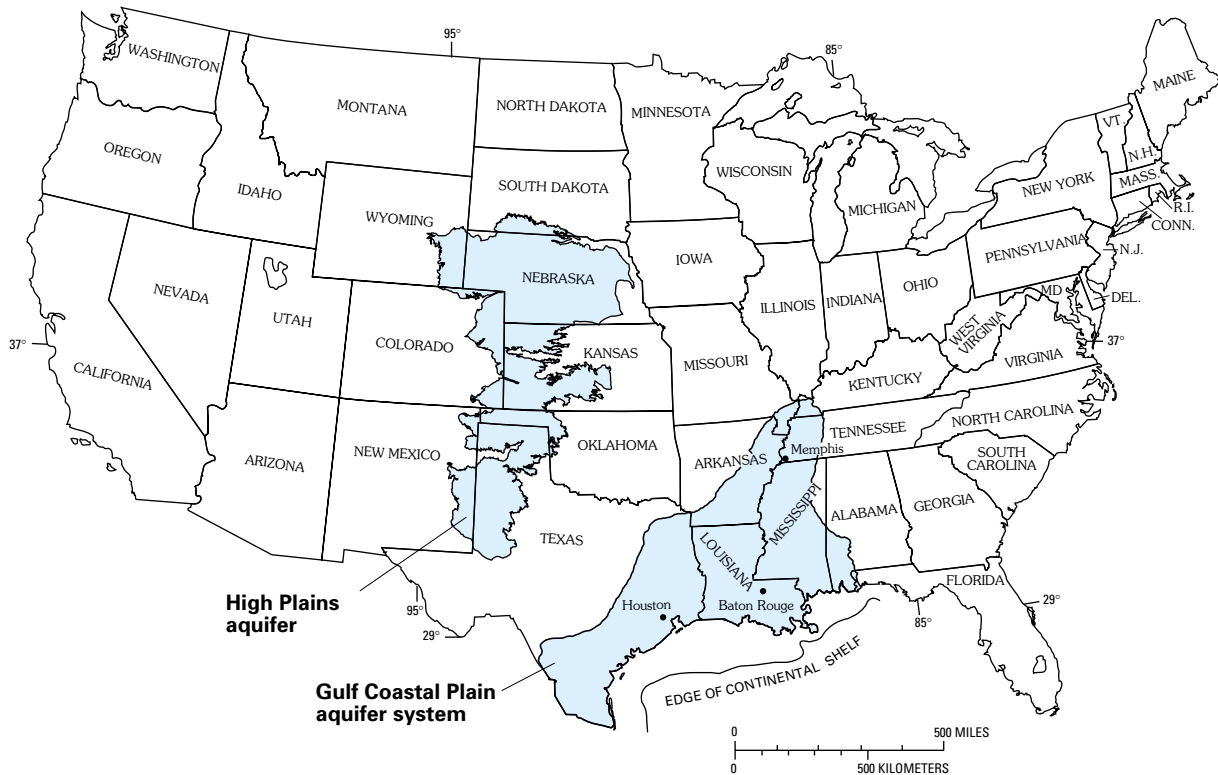 95°
85°
WASHINGTON
MONTANA
NORTH DAKOTA
MINNESOTA
MAINE
VT.
N.H.
OREGON
IDAHO
SOUTH DAKOTA
WISCONSIN
MICHIGAN
NEW YORK
MASS.
R.I.
CONN.
WYOMING
NEBRASKA
IOWA
PENNSYLVANIA
N.J.
NEVADA
UTAH
ILLINOIS
INDIANA
OHIO
MD
DEL.
WEST
VIRGINIA
37°
COLORADO
KANSAS
MISSOURI
KENTUCKY
VIRGINIA
37°
CALIFORNIA
ARIZONA
NEW MEXICO
OKLAHOMA
ARKANSAS
TENNESSEE
Memphis
NORTH CAROLINA
SOUTH
CAROLINA
MISSISSIPPI
ALABAMA
GEORGIA
TEXAS
LOUISIANA
FLORIDA
High Plains
aquifer
95°
29°
Houston
Baton Rouge
85°
29°
Gulf Coastal Plain
aquifer system
EDGE OF CONTINENTAL SHELF
0 500 MILES
0 500 KILOMETERS